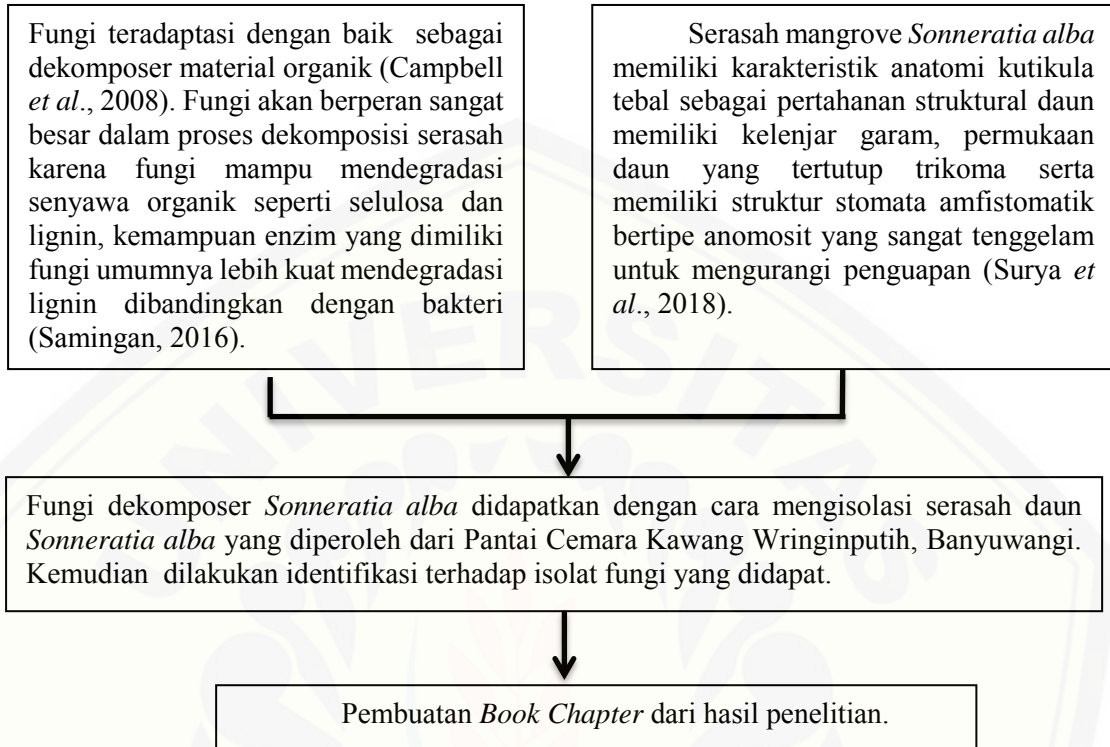 Fungi teradaptasi dengan baik sebagai
dekomposer material organik (Campbell
et al., 2008). Fungi akan berperan sangat
besar dalam proses dekomposisi serasah
karena fungi mampu mendegradasi
senyawa organik seperti selulosa dan
lignin, kemampuan enzim yang dimiliki
fungi umumnya lebih kuat mendegradasi
lignin dibandingkan dengan bakteri
(Samingan, 2016).
Serasah mangrove Sonneratia alba
memiliki karakteristik anatomi kutikula
tebal sebagai pertahanan struktural daun
memiliki kelenjar garam, permukaan
daun yang tertutup trikoma serta
memiliki struktur stomata amfistomatik
bertipe anomosit yang sangat tenggelam
untuk mengurangi penguapan (Surya et
al., 2018).
UNIVERSITAS
Fungi dekomposer Sonneratia alba didapatkan dengan cara mengisolasi serasah daun
Sonneratia alba yang diperoleh dari Pantai Cemara Kawang Wringinputih, Banyuwangi.
Kemudian dilakukan identifikasi terhadap isolat fungi yang didapat.
Pembuatan Book Chapter dari hasil penelitian.